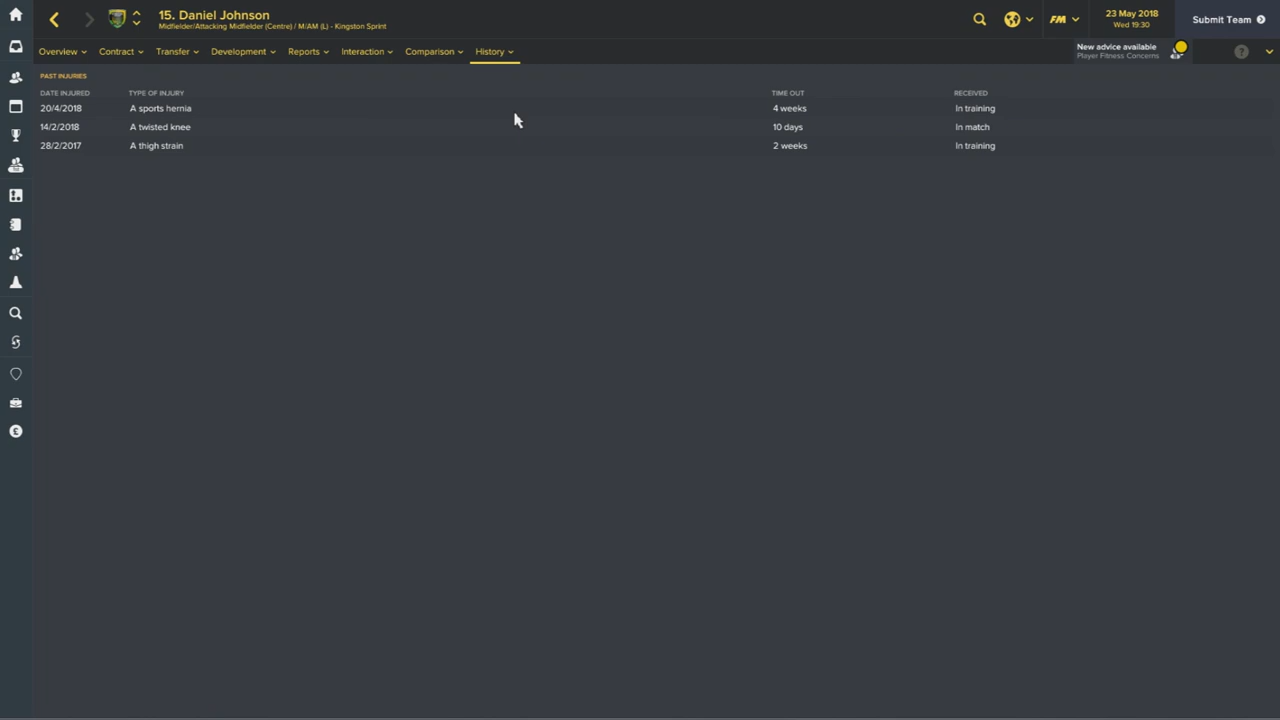 15. Daniel Johnson
Midfielder/Attacking Midfielder (Centre) / M/AM (L) - Kingston Sprint
FM
23 May 2018
Wed 19:30
Submit Team
Overview
Contract
Transfer
Development
Reports
Interaction
Comparison
History
New advice available
Player Fitness Concerns
?
PAST INJURIES
DATE INJURED TYPE OF INJURY TIME OUT RECEIVED
20/4/2018 A sports hernia 4 weeks In training
14/2/2018 A twisted knee 10 days In match
28/2/2017 A thigh strain 2 weeks In training
£